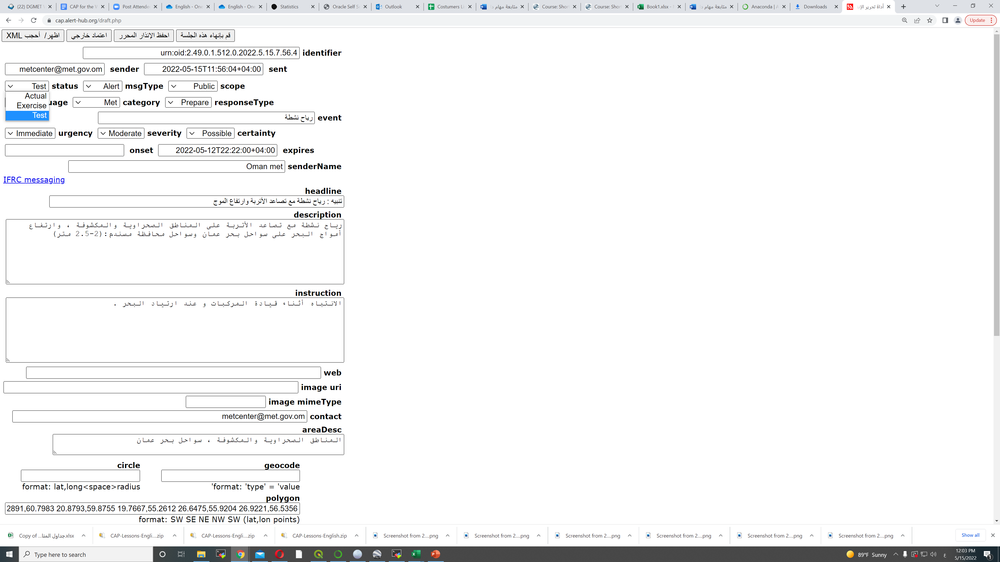 (22) DGMET
CAP for the
Post Attende
English - One
English - One
Statistics
Oracle Self Se
Outlook
Costumers Li
متابعة مهام دا
Course: Shor
Course: Shor
Book1.xlsx -
متابعة مهام دا
Anaconda | A
Downloads
أداة تحرير الإن
cap.alert-hub.org/draft.php
Update
اظهر/ أحجب XML
اعتماد خارجي
احفظ الإنذار المحرر
قم بإنهاء هذه الجلسة
urn:oid:2.49.0.1.512.0.2022.5.15.7.56.4 identifier
metcenter@met.gov.om sender 2022-05-15T11:56:04+04:00 sent
Test status Alert msgType Public scope
Actual
Exercise
Test
uage Met category Prepare responseType
رياح نشطة event
Immediate urgency Moderate severity Possible certainty
onset 2022-05-12T22:22:00+04:00 expires
Oman met senderName
IFRC messaging
headline
تنبيه : رياح نشطة مع تصاعد الأتربة وارتفاع الموج
description
رياح نشطة مع تصاعد الأتربة على المناطق الصحراوية والمكشوفة ، وارتفاع
أمواج البحر على سواحل بحر عمان وسواحل محافظة مسندم:(2-2.5 متر)
instruction
الانتباه أثناء قيادة المركبات و عند ارتياد البحر .
web
image uri
image mimeType
metcenter@met.gov.om contact
areaDesc
المناطق الصحراوية والمكشوفة ، سواحل بحر عمان
circle geocode
format: lat,long<space>radius 'format: 'type' = 'value
polygon
2891,60.7983 20.8793,59.8755 19.7667,55.2612 26.6475,55.9204 26.9221,56.5356
format: SW SE NE NW SW (lat,lon points)
Copy of ...جداول المنا.xlsx
CAP-Lessons-Engli....zip
CAP-Lessons-Engli....zip
CAP-Lessons-English.zip
Screenshot from 2....png
Screenshot from 2....png
Screenshot from 2....png
Screenshot from 2....png
Screenshot from 2....png
Screenshot from 2....png
Show all
Type here to search
89°F Sunny
ع
12:03 PM
5/15/2022
1